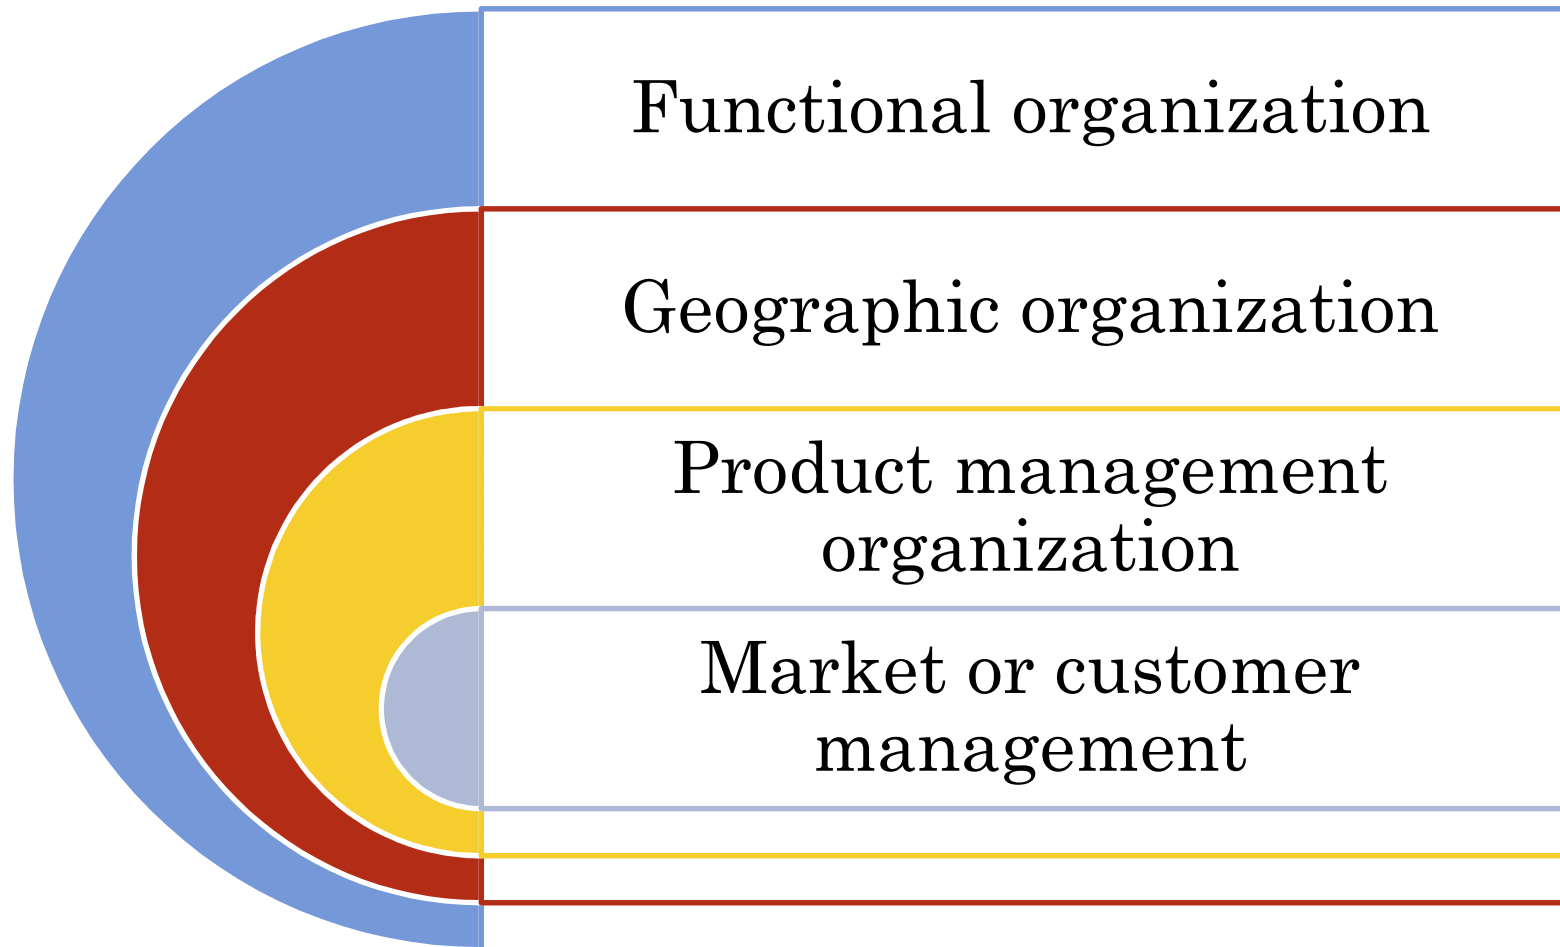 Functional organization
Geographic organization
Product management
organization
Market or customer
management